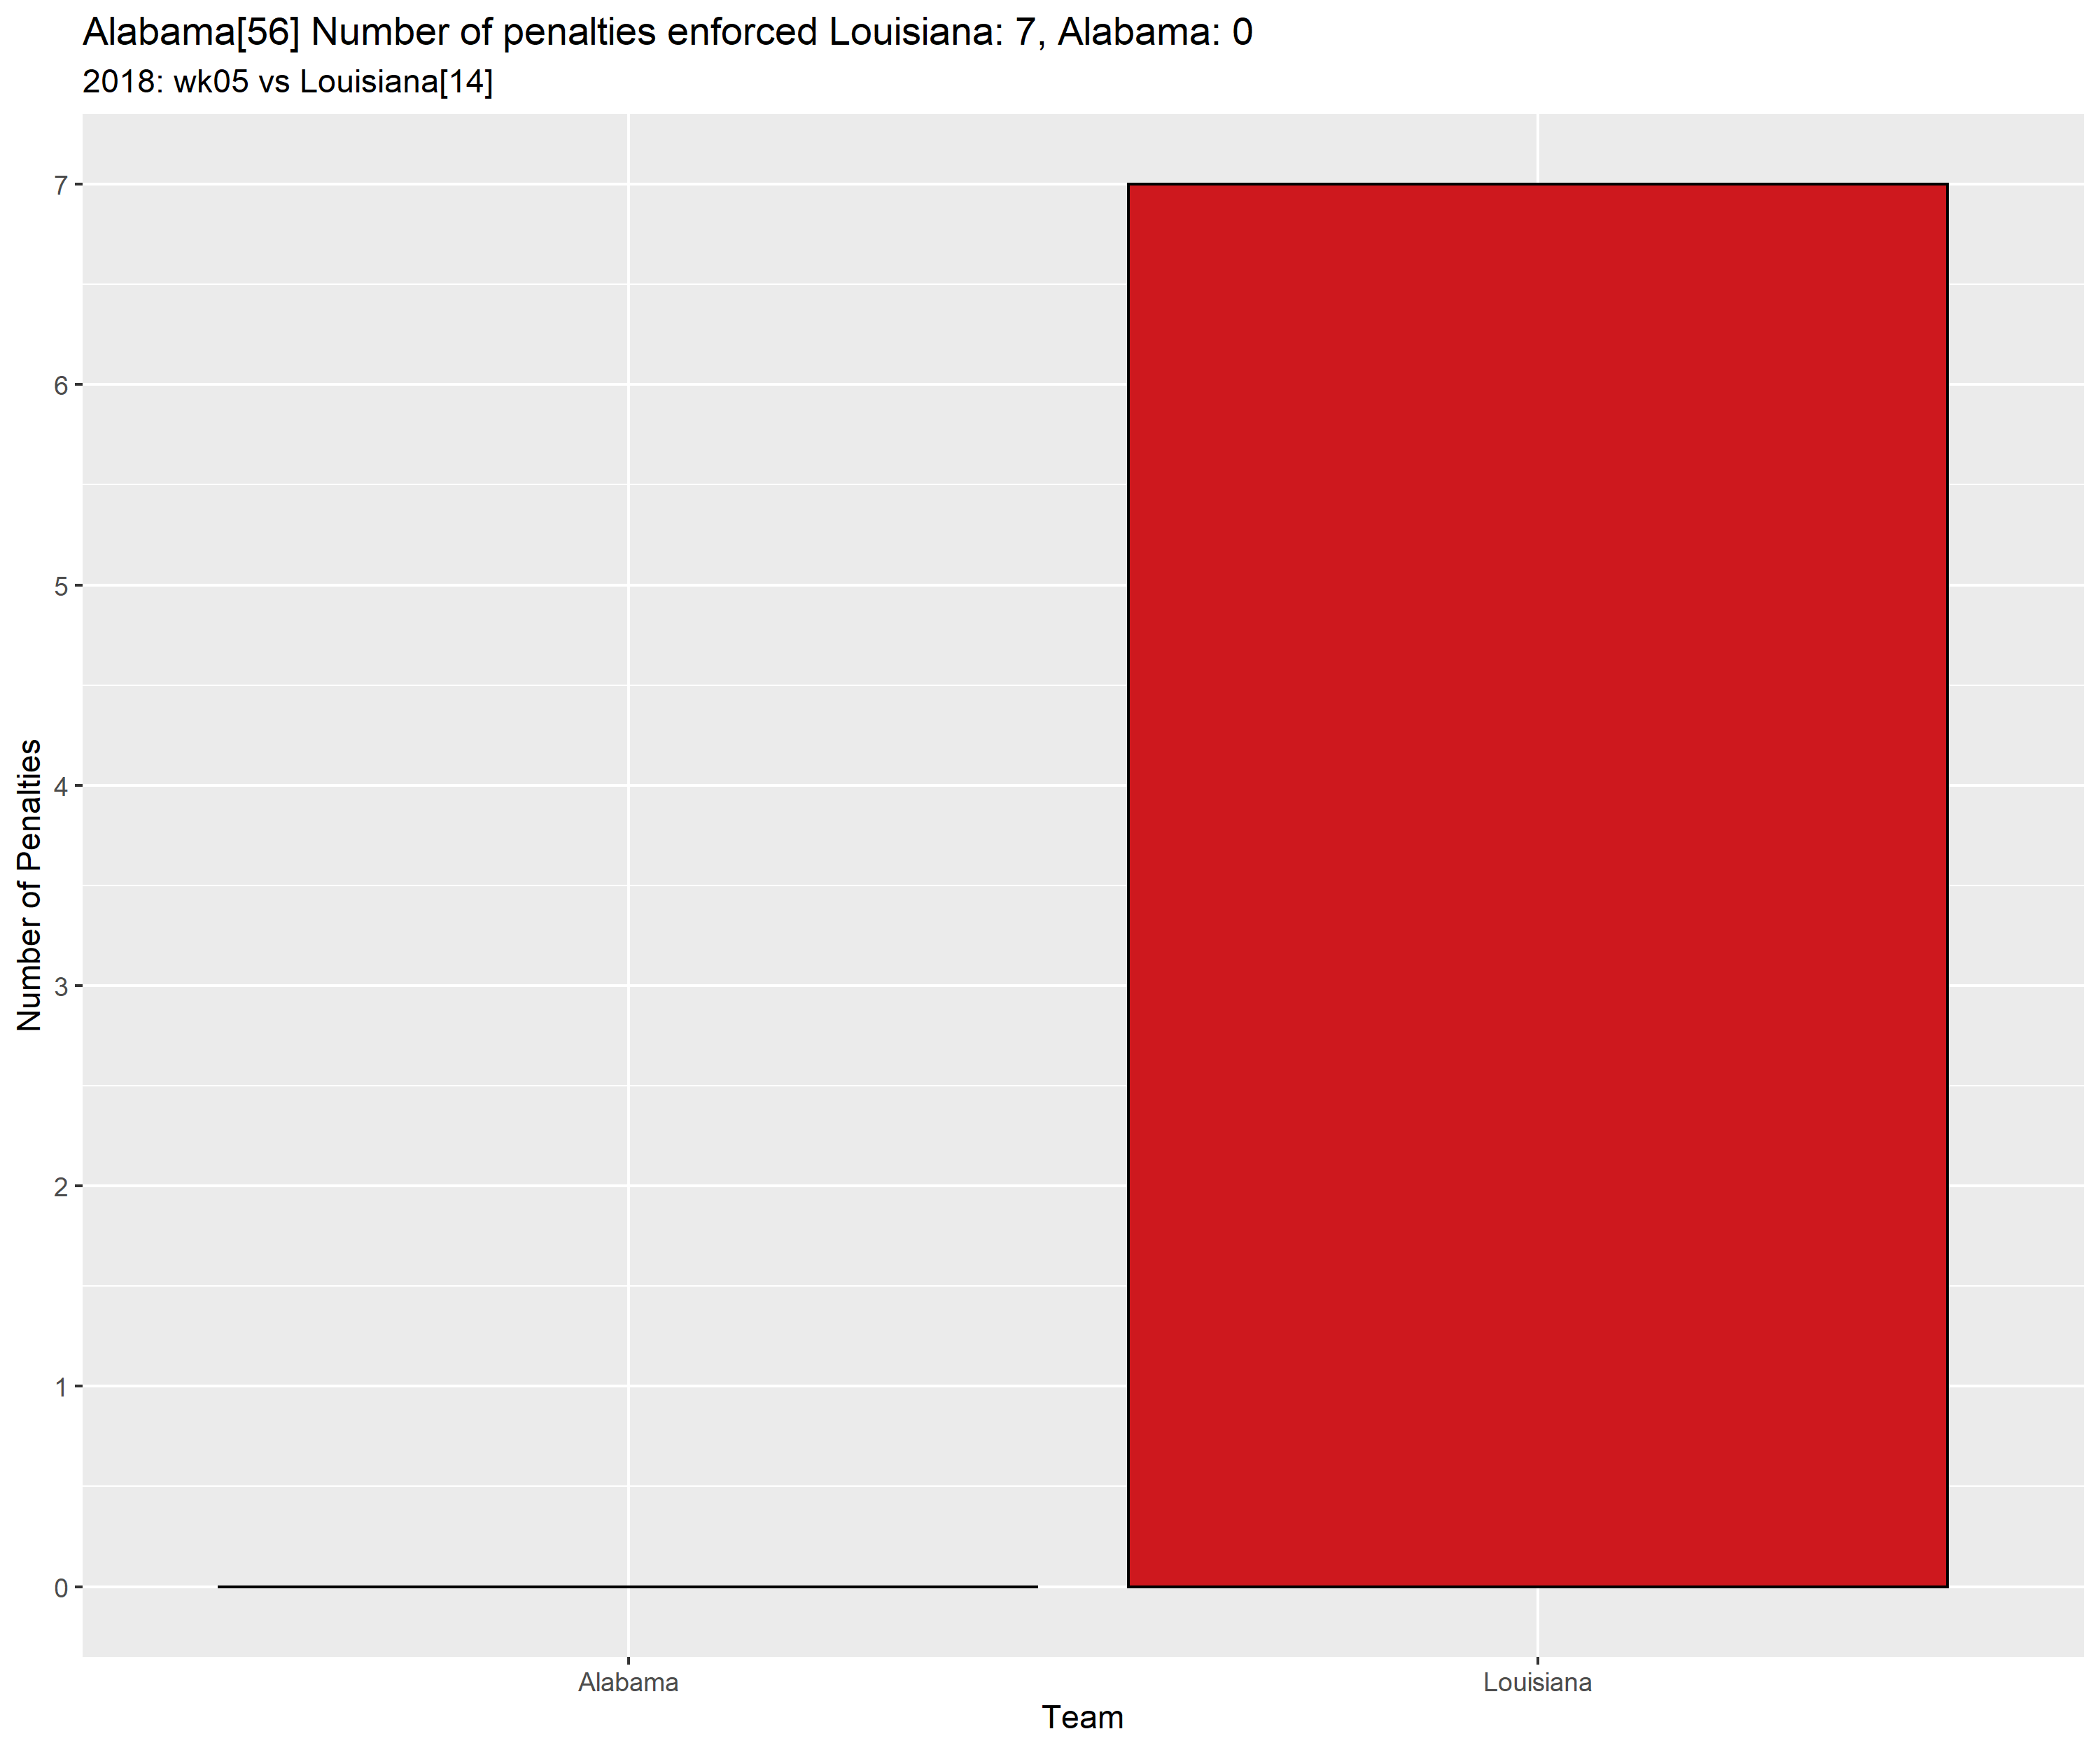 Alabama[56] Number of penalties enforced Louisiana: 7, Alabama: 0
2018: wk05 vs Louisiana[14]
Number of Penalties
7
6
5
4
3
2
1
0
Alabama Louisiana
Team